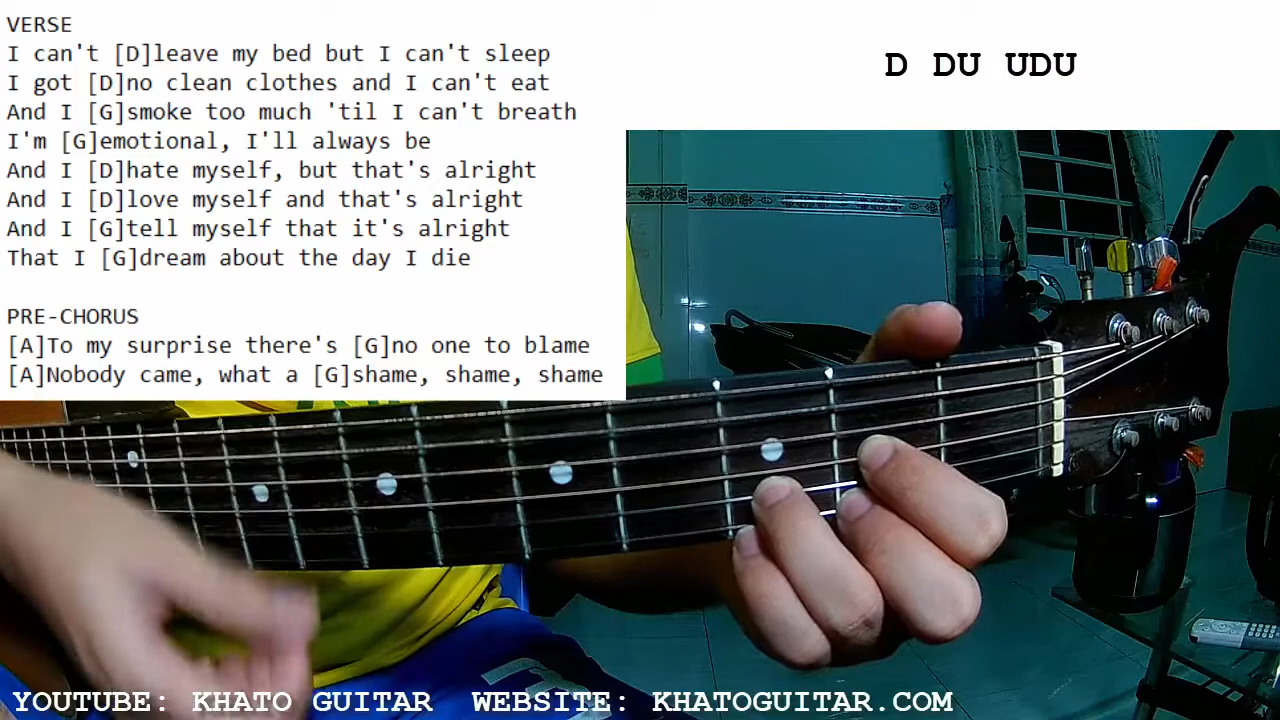 VERSE
I can't [D]leave my bed but I can't sleep
I got [D]no clean clothes and I can't eat
And I [G]smoke too much 'til I can't breath
I'm [G]emotional, I'll always be
And I [D]hate myself, but that's alright
And I [D]love myself and that's alright
And I [G]tell myself that it's alright
That I [G]dream about the day I die
PRE-CHORUS
[A]To my surprise there's [G]no one to blame
[A]Nobody came, what a [G]shame, shame, shame
D DU UDU
YOUTUBE: KHATO GUITAR WEBSITE: KHATOGUITAR.COM